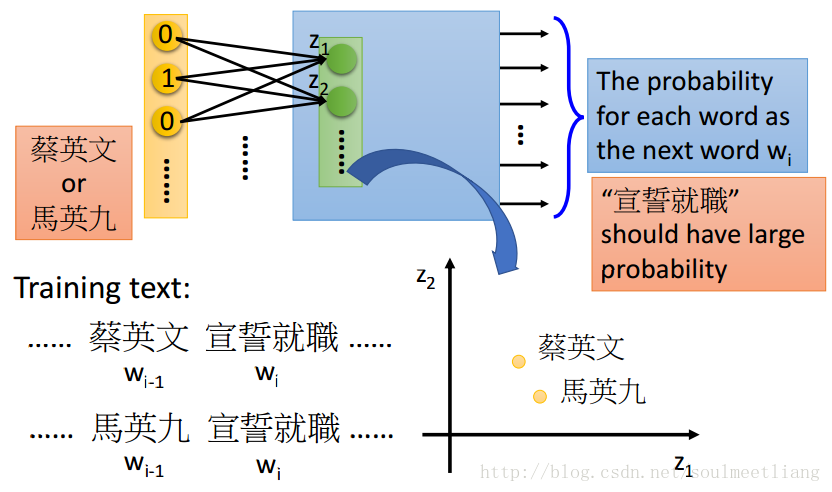 0
1
0
……
z1
z2
……
……
…
蔡英文
or
馬英九
The probability
for each word as
the next word wi
“宣誓就職”
should have large
probability
Training text:
…… 蔡英文 宣誓就職 ……
wi-1 wi
…… 馬英九 宣誓就職 ……
wi-1 wi
z2
蔡英文
馬英九
z1
http://blog.csdn.net/soulmeetliang